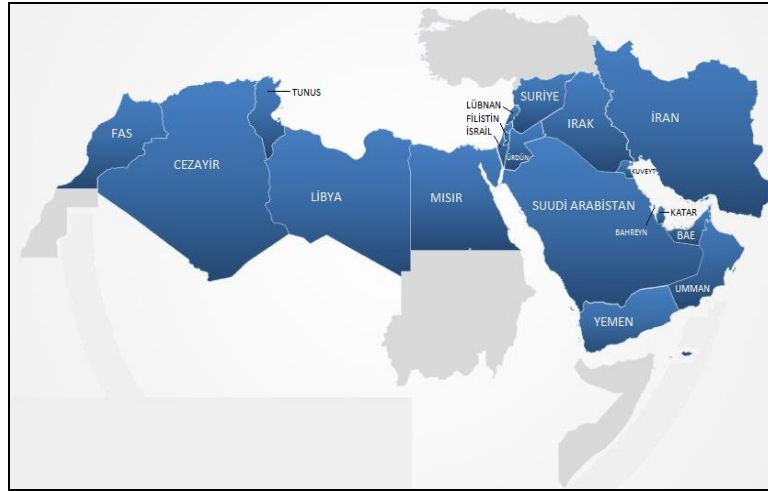 TUNUS
FAS
CEZAYİR
LİBYA
MISIR
LÜBNAN
FİLİSTİN
İSRAİL
SURİYE
ÜRDÜN
IRAK
İRAN
KUVEYT
SUUDİ ARABİSTAN
BAHREYN
KATAR
BAE
UMMAN
YEMEN